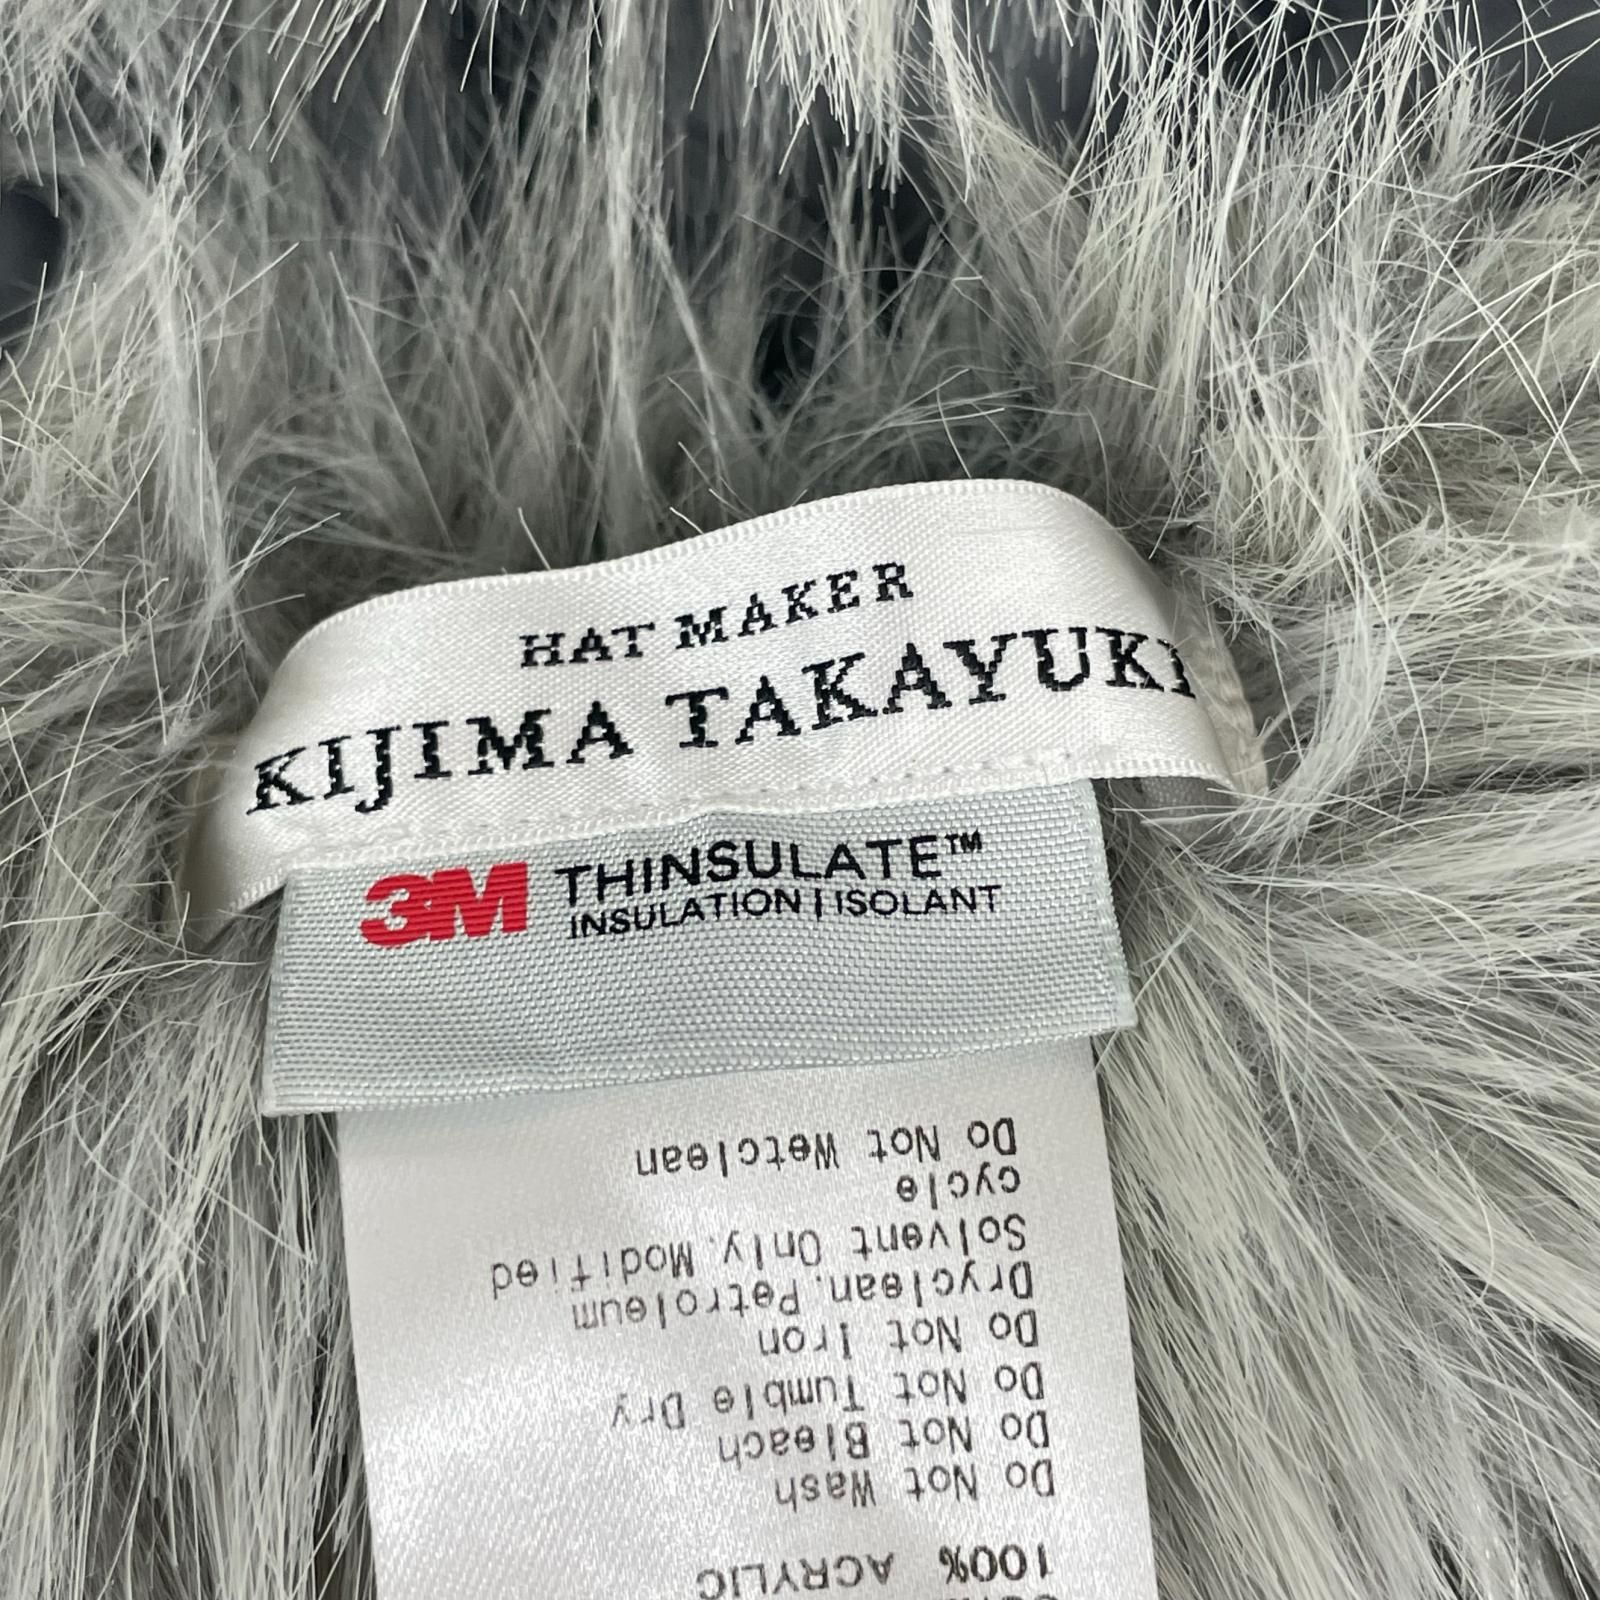 HAT MAKER
KIJIMA TAKAYUKI
3M THINSULATE™
INSULATION | ISOLANT
100% ACRYLIC
Do Not Wash
Do Not Bleach
Do Not Tumble Dry
Do Not Iron
Dryclean, Petroleum
Solvent Only, Modified
cycle
Do Not Wetclean